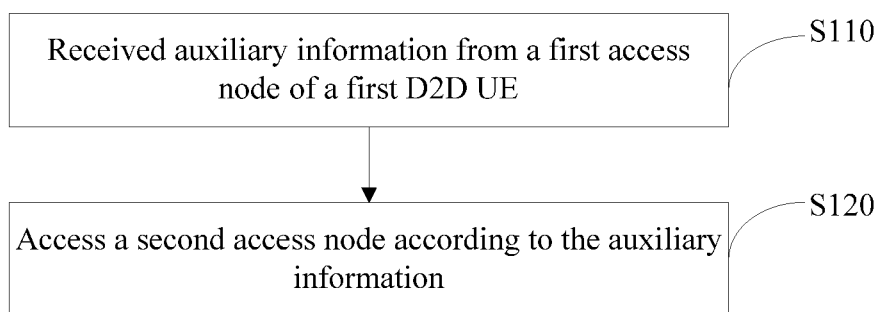 Received auxiliary information from a first access
node of a first D2D UE
S110
Access a second access node according to the auxiliary
information
S120